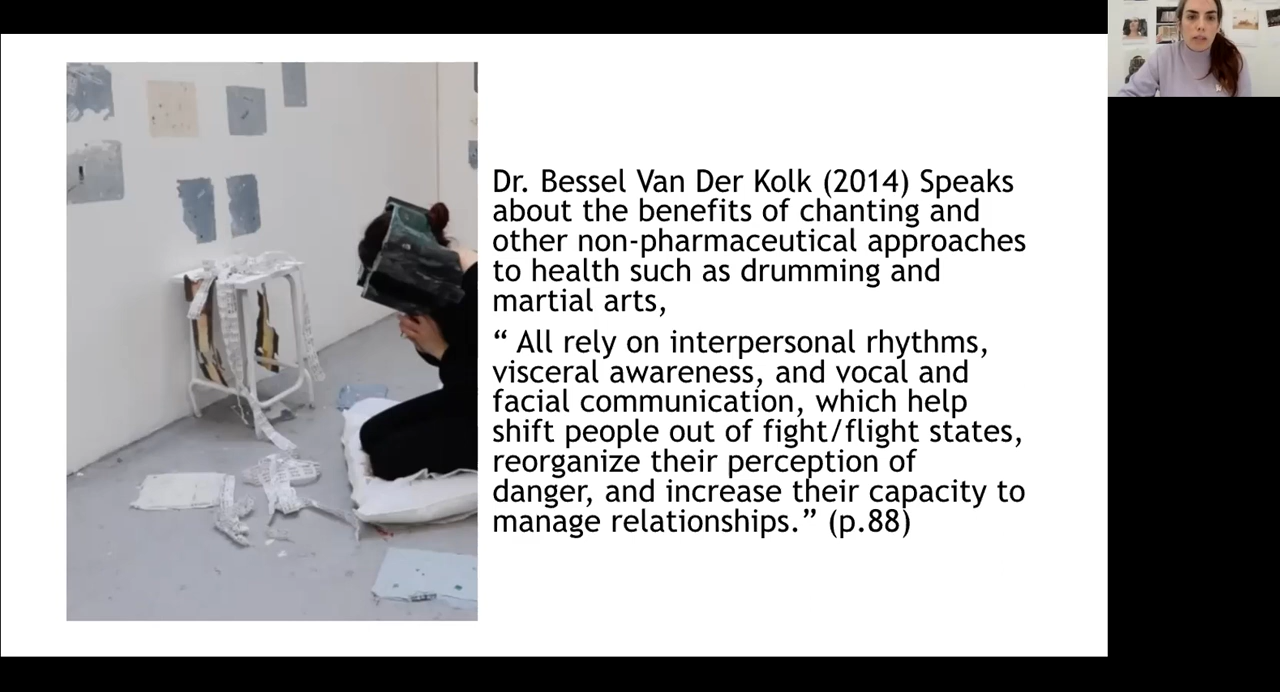 Dr. Bessel Van Der Kolk (2014) Speaks
about the benefits of chanting and
other non-pharmaceutical approaches
to health such as drumming and
martial arts,
“ All rely on interpersonal rhythms,
visceral awareness, and vocal and
facial communication, which help
shift people out of fight/flight states,
reorganize their perception of
danger, and increase their capacity to
manage relationships.” (p.88)